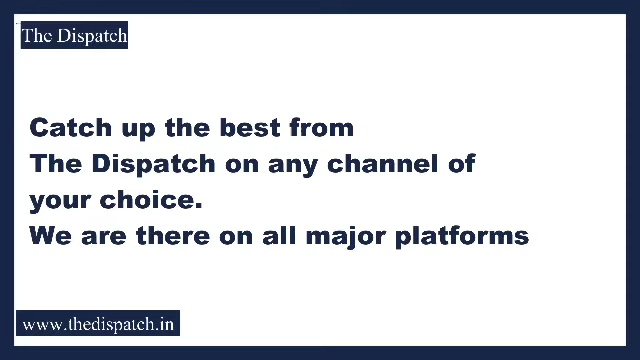 The Dispatch
Catch up the best from
The Dispatch on any channel of
your choice.
We are there on all major platforms
www.thedispatch.in